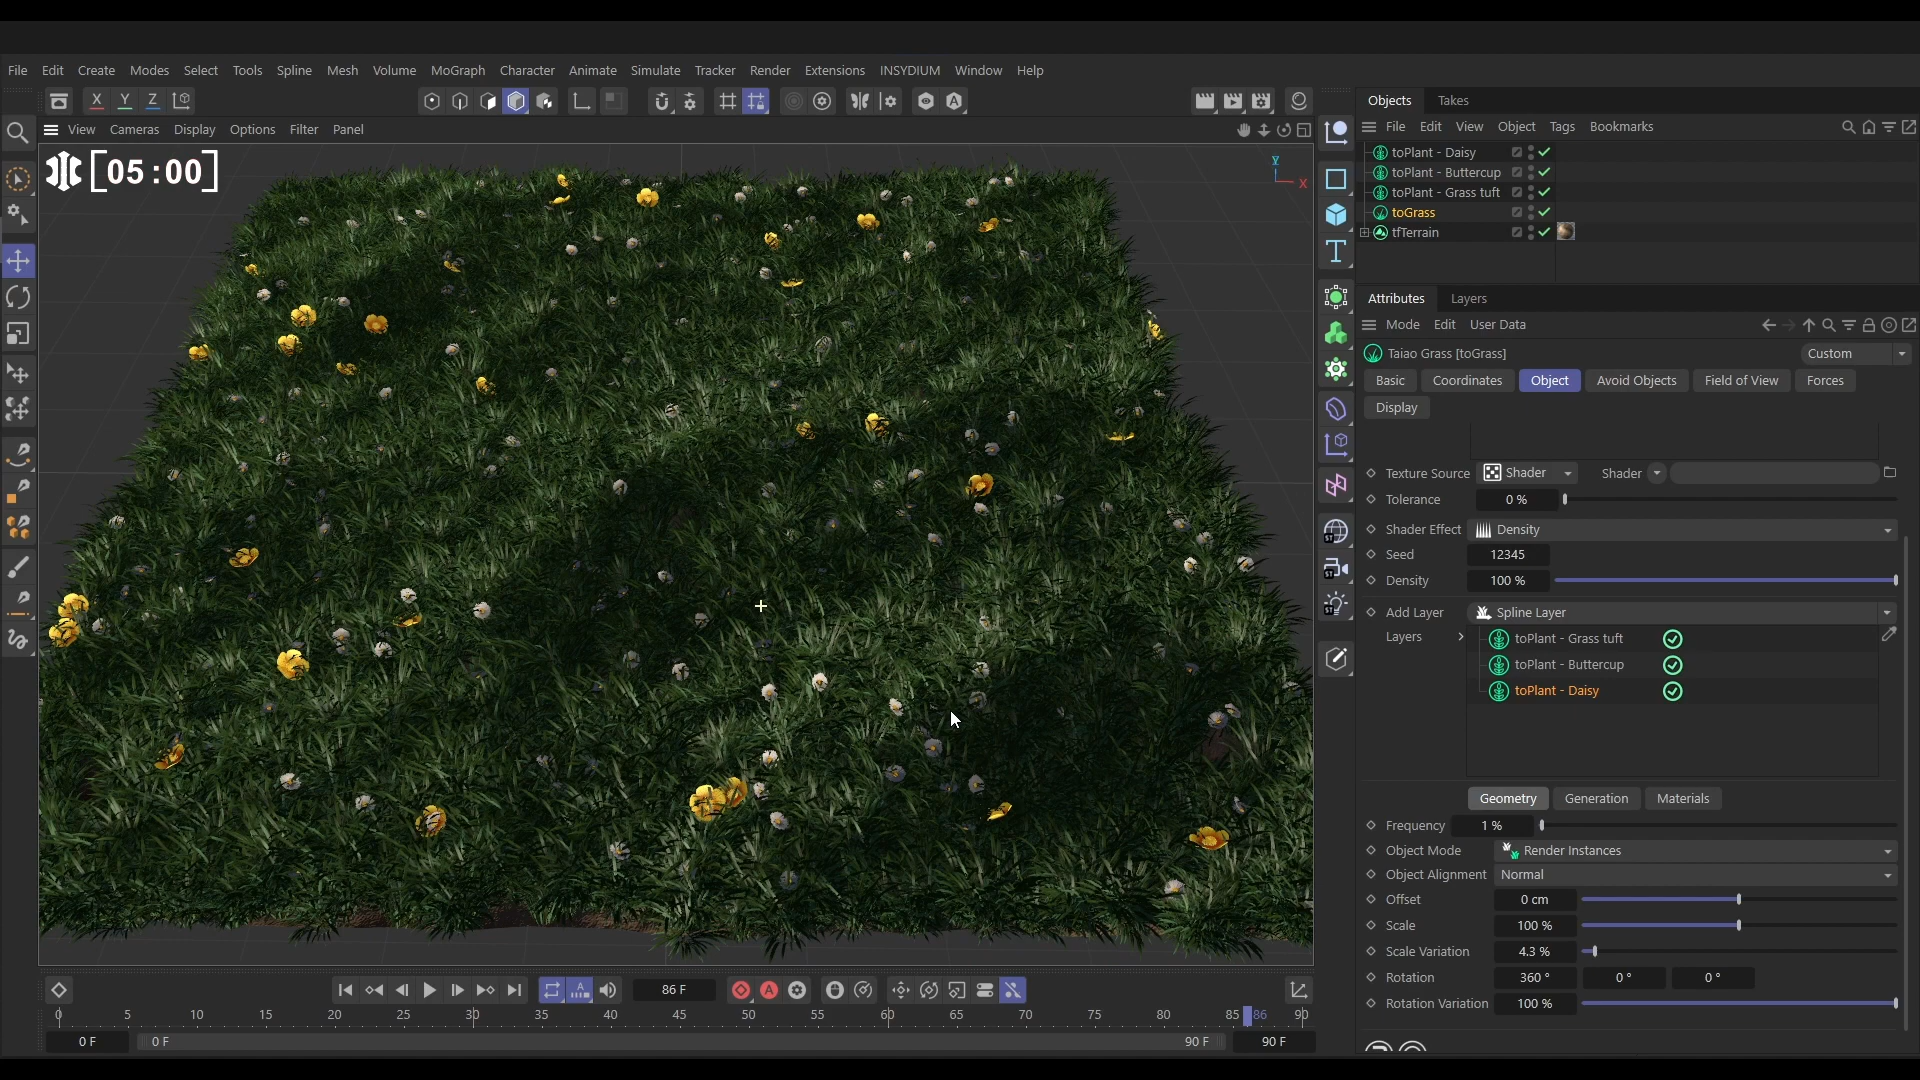 File Edit Create Modes Select Tools Spline Mesh Volume MoGraph Character Animate Simulate Tracker Render Extensions INSYDIUM Window Help
X Y Z
View Cameras Display Options Filter Panel
[05:00]
Y
X
Objects Takes
File Edit View Object Tags Bookmarks
toPlant - Daisy
toPlant - Buttercup
toPlant - Grass tuft
toGrass
tfTerrain
Attributes Layers
Mode Edit User Data
Taiao Grass [toGrass] Custom
Basic Coordinates Object Avoid Objects Field of View Forces
Display
Texture Source Shader Shader
Tolerance 0 %
Shader Effect Density
Seed 12345
Density 100 %
Add Layer Spline Layer
Layers toPlant - Grass tuft
toPlant - Buttercup
toPlant - Daisy
Geometry Generation Materials
Frequency 1 %
Object Mode Render Instances
Object Alignment Normal
Offset 0 cm
Scale 100 %
Scale Variation 4.3 %
Rotation 360 ° 0 ° 0 °
Rotation Variation 100 %
86 F
0 5 10 15 20 25 30 35 40 45 50 55 60 65 70 75 80 85 86 90
0 F 0 F 90 F 90 F